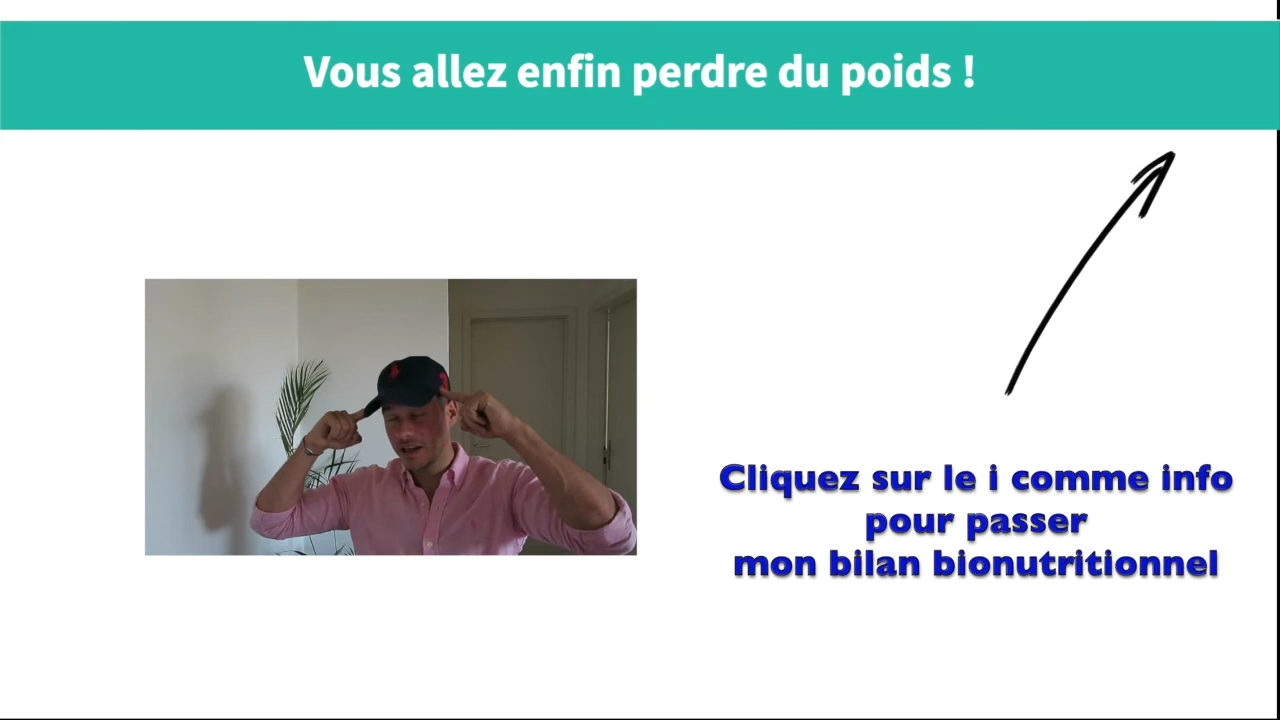 Vous allez enfin perdre du poids !
Cliquez sur le i comme info
pour passer
mon bilan bionutritionnel